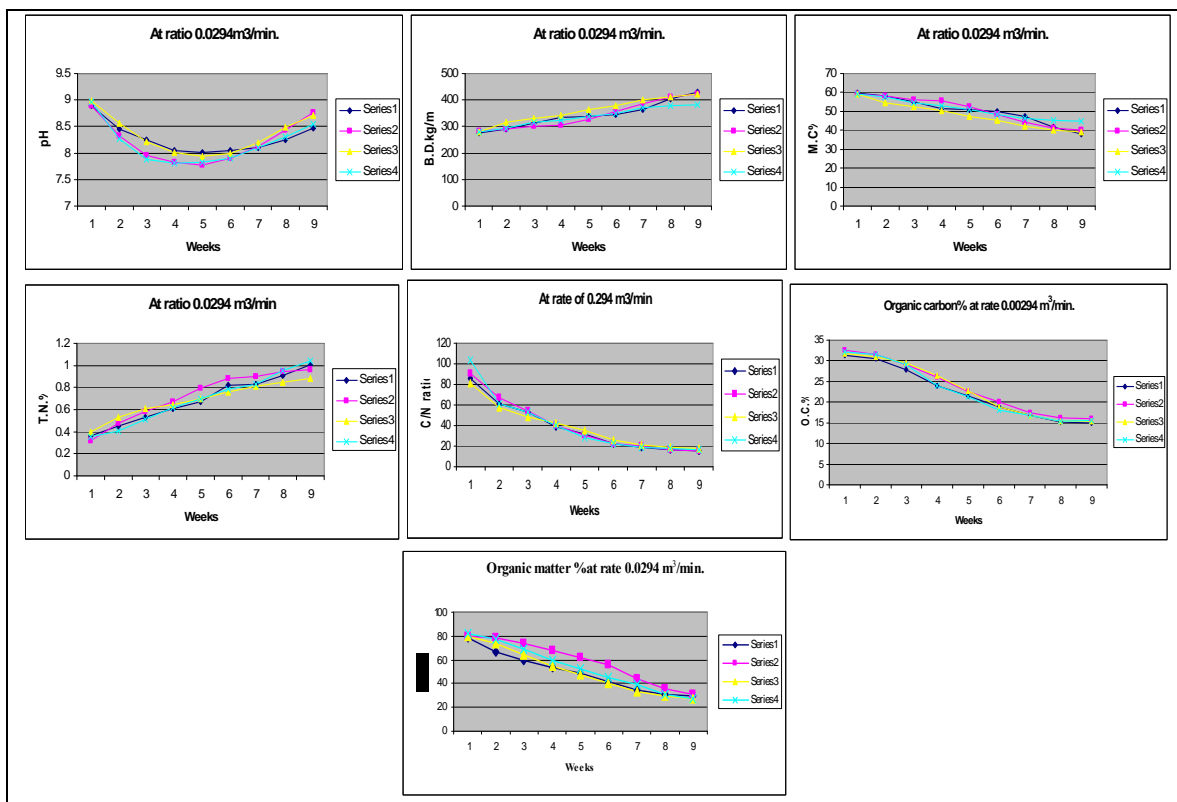 At ratio 0.0294m3/min.
9.5
9
8.5
8
7.5
7
pH
1 2 3 4 5 6 7 8 9
Weeks
Series1
Series2
Series3
Series4
At ratio 0.0294 m3/min.
500
400
300
200
100
0
B.D.kg/m
1 2 3 4 5 6 7 8 9
Weeks
Series1
Series2
Series3
Series4
At ratio 0.0294 m3/min.
70
60
50
40
30
20
10
0
M.C%
1 2 3 4 5 6 7 8 9
Weeks
Series1
Series2
Series3
Series4
At ratio 0.0294 m3/min
1.2
1
0.8
0.6
0.4
0.2
0
T.N.%
1 2 3 4 5 6 7 8 9
Weeks
Series1
Series2
Series3
Series4
At rate of 0.294 m3/min
120
100
80
60
40
20
0
C/N ratio
1 2 3 4 5 6 7 8 9
Weeks
Series1
Series2
Series3
Series4
Organic carbon% at rate 0.00294 m³/min.
35
30
25
20
15
10
5
0
O.C.%
1 2 3 4 5 6 7 8 9
Weeks
Series1
Series2
Series3
Series4
Organic matter %at rate 0.0294 m³/min.
100
80
60
40
20
0
1 2 3 4 5 6 7 8 9
Weeks
Series1
Series2
Series3
Series4